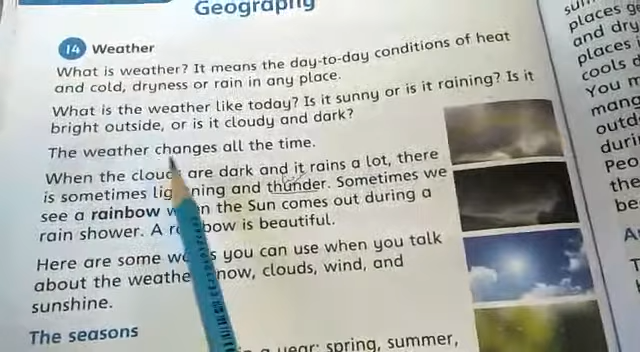 Geography
14 Weather
What is weather? It means the day-to-day conditions of heat
and cold, dryness or rain in any place.
What is the weather like today? Is it sunny or is it raining? Is it
bright outside, or is it cloudy and dark?
The weather changes all the time.
When the clouds are dark and it rains a lot, there
is sometimes lightning and thunder. Sometimes we
see a rainbow when the Sun comes out during a
rain shower. A rainbow is beautiful.
Here are some words you can use when you talk
about the weather: snow, clouds, wind, and
sunshine.
The seasons
a year: spring, summer,
places
and dry
places
cools d
You m
mang
outd
duri
Peo
the
be